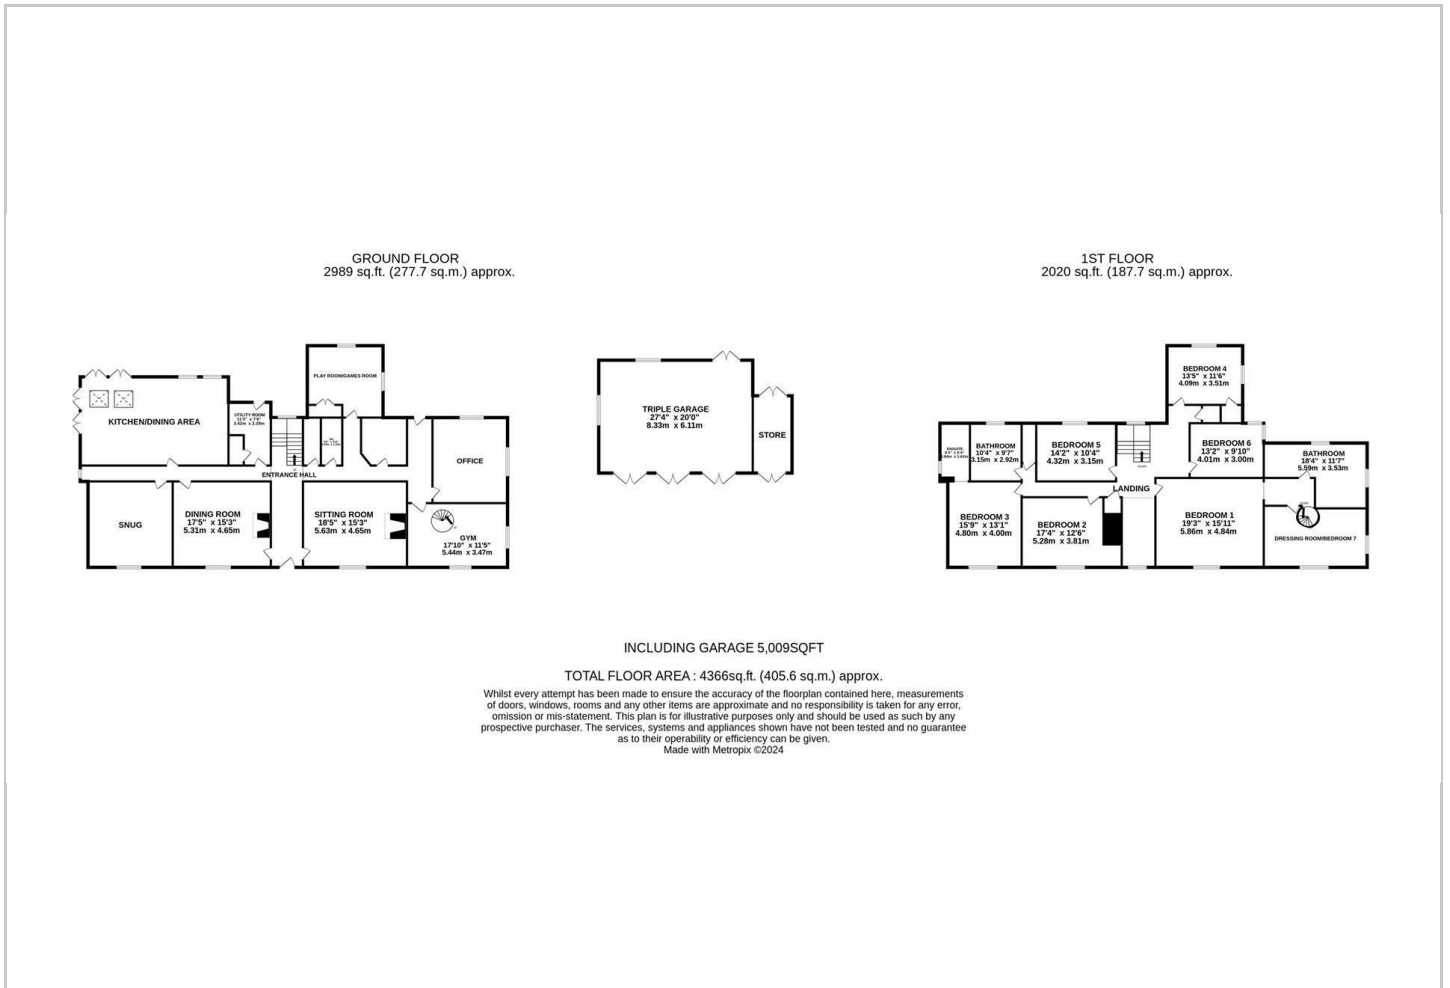 GROUND FLOOR
2989 sq.ft. (277.7 sq.m.) approx.
1ST FLOOR
2020 sq.ft. (187.7 sq.m.) approx.
PLAY ROOM/GAMES ROOM
KITCHEN/DINING AREA
UTILITY ROOM
ENTRANCE HALL
OFFICE
SNUG
DINING ROOM
17'5" x 15'3"
5.31m x 4.65m
SITTING ROOM
18'5" x 15'3"
5.63m x 4.65m
GYM
17'10" x 11'5"
5.44m x 3.47m
TRIPLE GARAGE
27'4" x 20'0"
8.33m x 6.11m
STORE
BEDROOM 4
13'5" x 11'6"
4.09m x 3.51m
ENSUITE
BATHROOM
10'4" x 9'7"
3.15m x 2.92m
BEDROOM 5
14'2" x 10'4"
4.32m x 3.15m
BEDROOM 6
13'2" x 9'10"
4.01m x 3.00m
BATHROOM
18'4" x 11'7"
5.59m x 3.53m
LANDING
BEDROOM 3
15'9" x 13'1"
4.80m x 4.00m
BEDROOM 2
17'4" x 12'6"
5.28m x 3.81m
BEDROOM 1
19'3" x 15'11"
5.86m x 4.84m
DRESSING ROOM/BEDROOM 7
INCLUDING GARAGE 5,009SQFT
TOTAL FLOOR AREA : 4366sq.ft. (405.6 sq.m.) approx.
Whilst every attempt has been made to ensure the accuracy of the floorplan contained here, measurements
of doors, windows, rooms and any other items are approximate and no responsibility is taken for any error,
omission or mis-statement. This plan is for illustrative purposes only and should be used as such by any
prospective purchaser. The services, systems and appliances shown have not been tested and no guarantee
as to their operability or efficiency can be given.
Made with Metropix ©2024